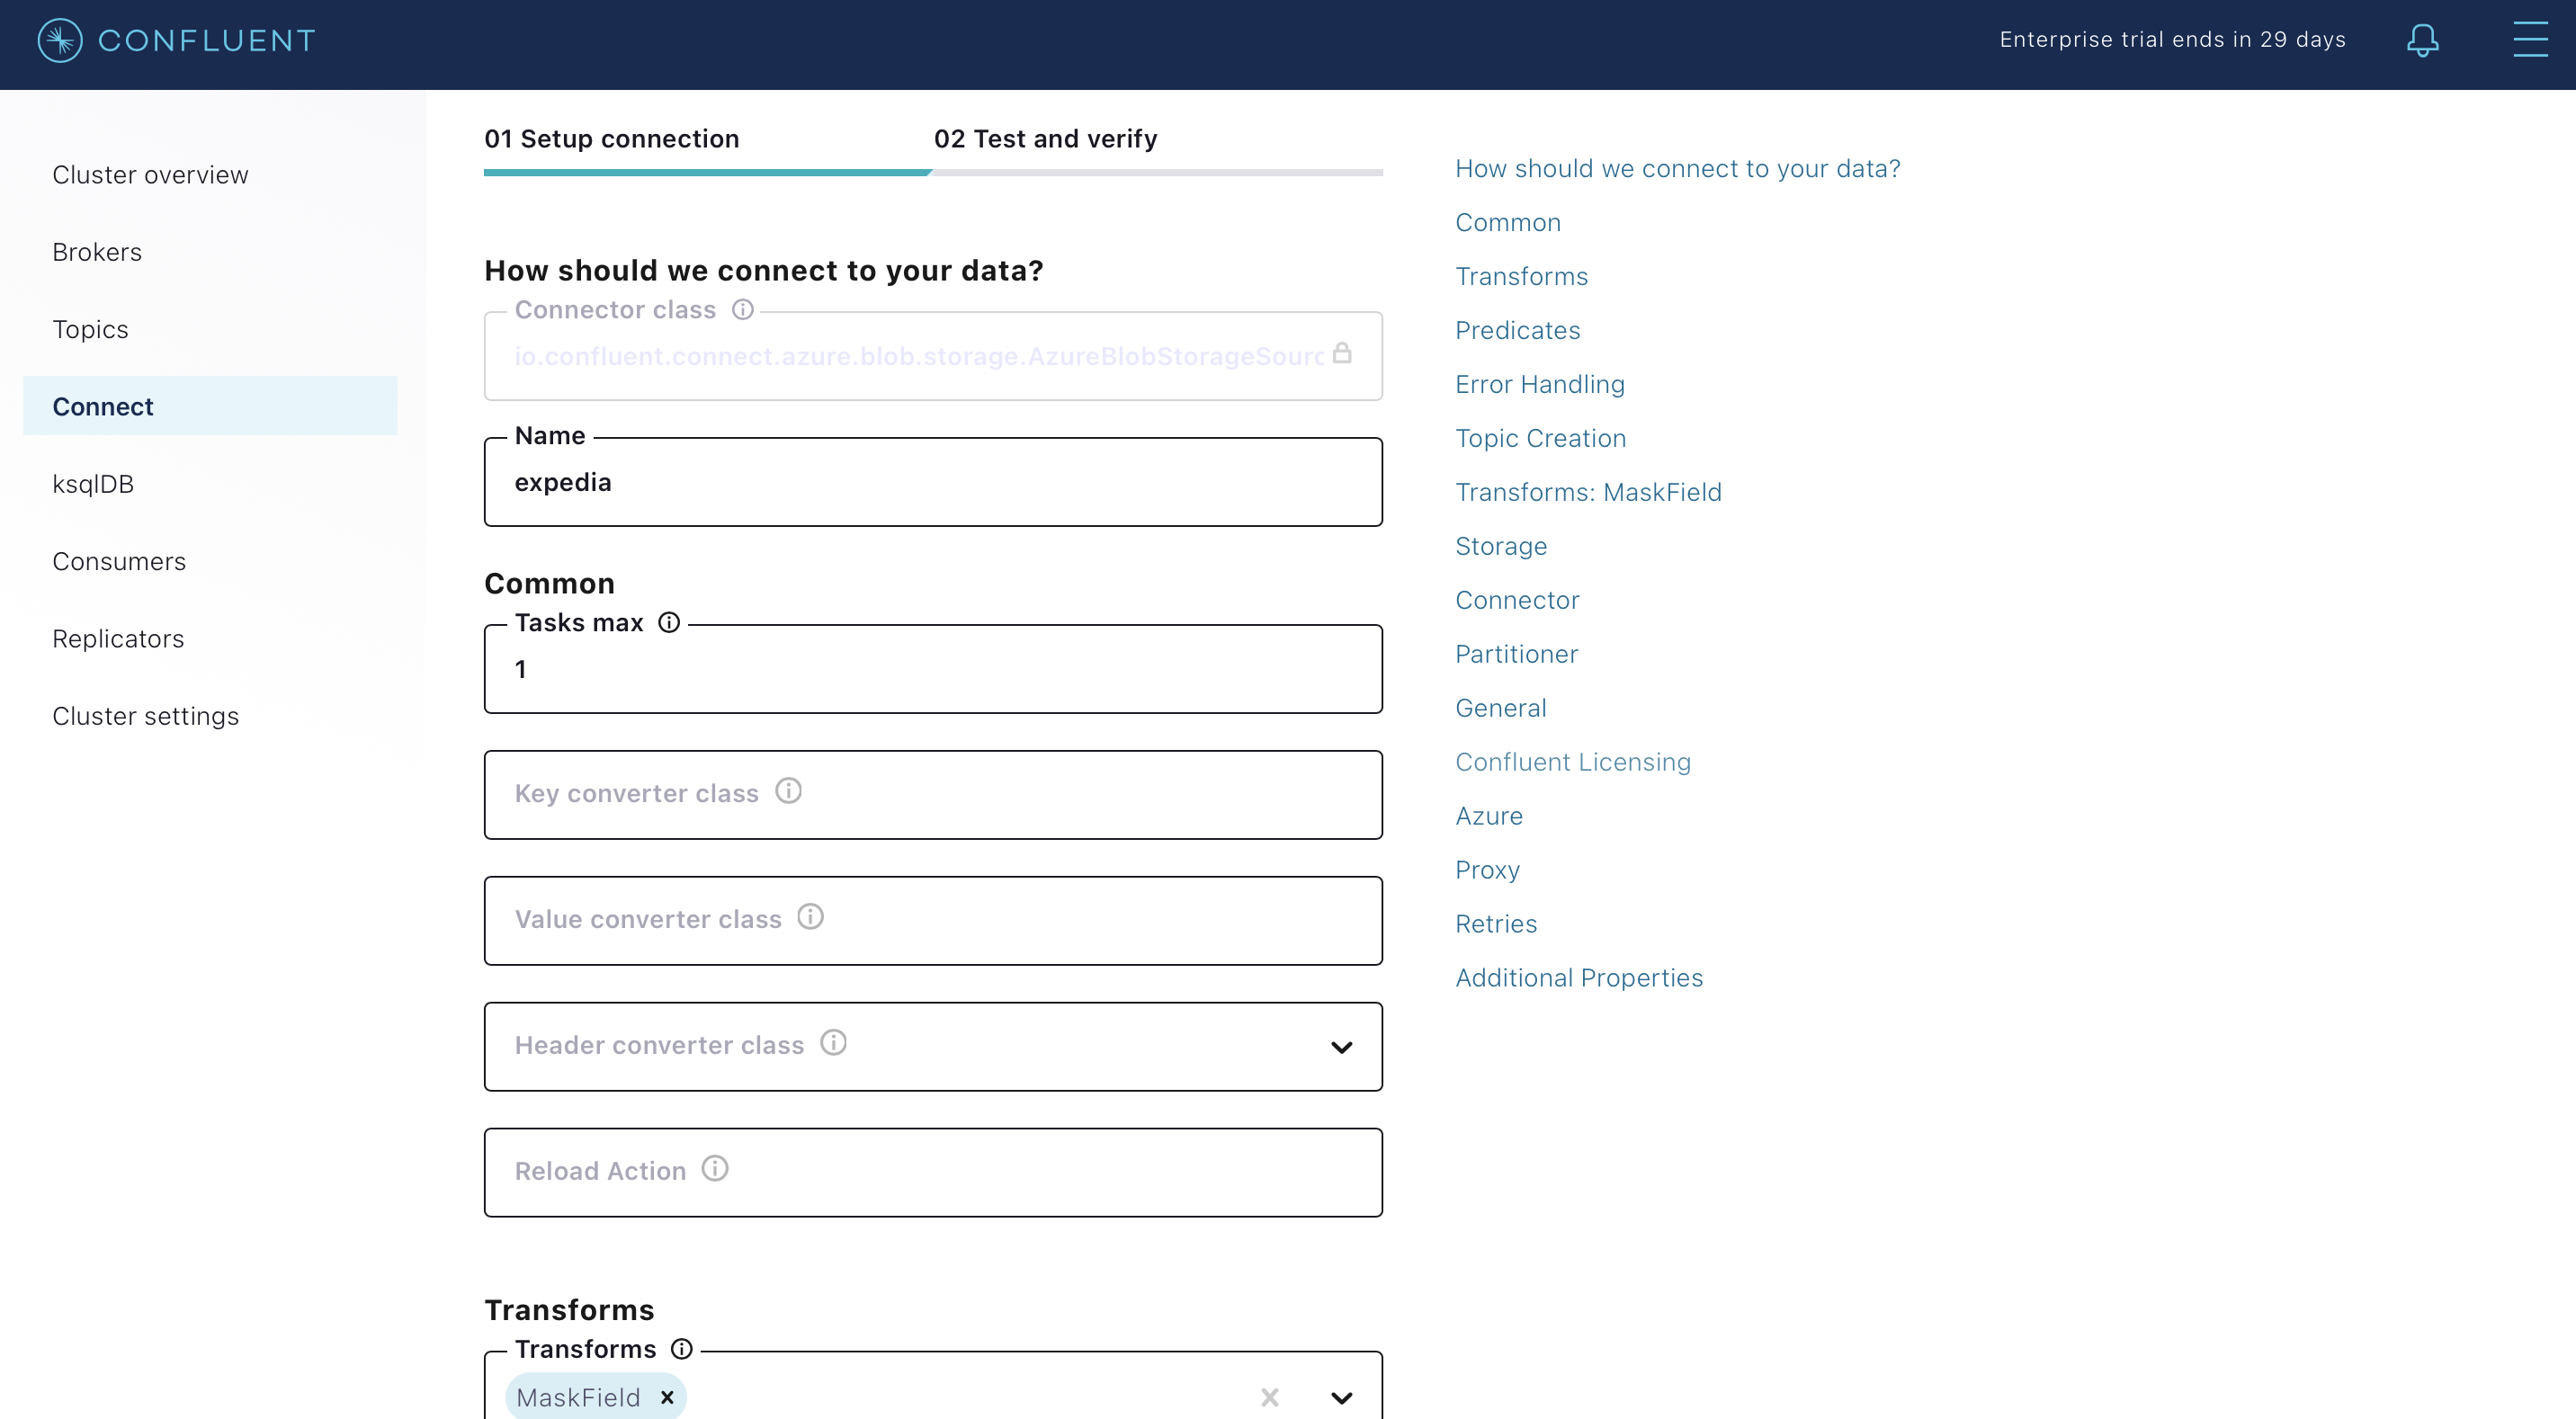 CONFLUENT
Enterprise trial ends in 29 days
Cluster overview
Brokers
Topics
Connect
ksqlDB
Consumers
Replicators
Cluster settings
01 Setup connection
02 Test and verify
How should we connect to your data?
Connector class
io.confluent.connect.azure.blob.storage.AzureBlobStorageSourc
Name
expedia
Common
Tasks max
1
Key converter class
Value converter class
Header converter class
Reload Action
Transforms
Transforms
MaskField
How should we connect to your data?
Common
Transforms
Predicates
Error Handling
Topic Creation
Transforms: MaskField
Storage
Connector
Partitioner
General
Confluent Licensing
Azure
Proxy
Retries
Additional Properties